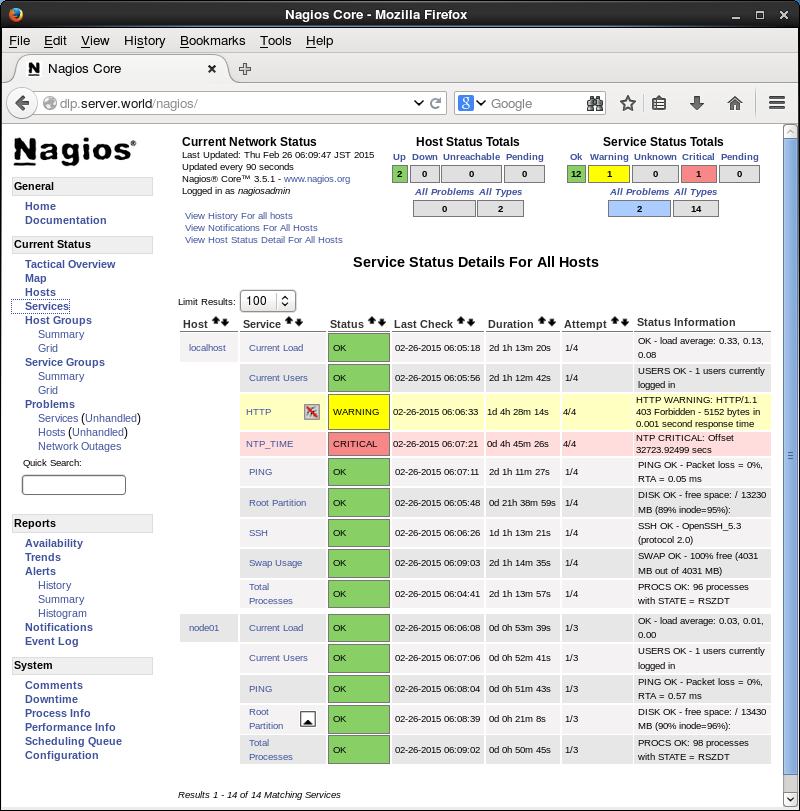 Nagios Core - Mozilla Firefox
File Edit View History Bookmarks Tools Help
N Nagios Core
dlp.server.world/nagios/
8 Google
Nagios®
General
Home
Documentation
Current Status
Tactical Overview
Map
Hosts
Services
Host Groups
Summary
Grid
Service Groups
Summary
Grid
Problems
Services (Unhandled)
Hosts (Unhandled)
Network Outages
Quick Search:
Reports
Availability
Trends
Alerts
History
Summary
Histogram
Notifications
Event Log
System
Comments
Downtime
Process Info
Performance Info
Scheduling Queue
Configuration
Current Network Status
Last Updated: Thu Feb 26 06:09:47 JST 2015
Updated every 90 seconds
Nagios® Core™ 3.5.1 - www.nagios.org
Logged in as nagiosadmin
View History For all hosts
View Notifications For All Hosts
View Host Status Detail For All Hosts
Host Status Totals
Up Down Unreachable Pending
2 0 0 0
All Problems All Types
0 2
Service Status Totals
Ok Warning Unknown Critical Pending
12 1 0 1 0
All Problems All Types
2 14
Service Status Details For All Hosts
Limit Results: 100
Host Service Status Last Check Duration Attempt Status Information
localhost Current Load OK 02-26-2015 06:05:18 2d 1h 13m 20s 1/4 OK - load average: 0.33, 0.13,
0.08
Current Users OK 02-26-2015 06:05:56 2d 1h 12m 42s 1/4 USERS OK - 1 users currently
logged in
HTTP WARNING 02-26-2015 06:06:33 1d 4h 28m 14s 4/4 HTTP WARNING: HTTP/1.1
403 Forbidden - 5152 bytes in
0.001 second response time
NTP_TIME CRITICAL 02-26-2015 06:07:21 0d 4h 45m 26s 4/4 NTP CRITICAL: Offset
32723.92499 secs
PING OK 02-26-2015 06:07:11 2d 1h 11m 27s 1/4 PING OK - Packet loss = 0%,
RTA = 0.05 ms
Root Partition OK 02-26-2015 06:05:48 0d 21h 38m 59s 1/4 DISK OK - free space: / 13230
MB (89% inode=95%):
SSH OK 02-26-2015 06:06:26 1d 1h 13m 21s 1/4 SSH OK - OpenSSH_5.3
(protocol 2.0)
Swap Usage OK 02-26-2015 06:09:03 2d 1h 14m 35s 1/4 SWAP OK - 100% free (4031
MB out of 4031 MB)
Total
Processes OK 02-26-2015 06:04:41 2d 1h 13m 57s 1/4 PROCS OK: 96 processes
with STATE = RSZDT
node01 Current Load OK 02-26-2015 06:06:08 0d 0h 53m 39s 1/3 OK - load average: 0.03, 0.01,
0.00
Current Users OK 02-26-2015 06:07:06 0d 0h 52m 41s 1/3 USERS OK - 1 users currently
logged in
PING OK 02-26-2015 06:08:04 0d 0h 51m 43s 1/3 PING OK - Packet loss = 0%,
RTA = 0.57 ms
Root
Partition OK 02-26-2015 06:08:39 0d 0h 21m 8s 1/3 DISK OK - free space: / 13430
MB (90% inode=96%):
Total
Processes OK 02-26-2015 06:09:02 0d 0h 50m 45s 1/3 PROCS OK: 98 processes
with STATE = RSZDT
Results 1 - 14 of 14 Matching Services